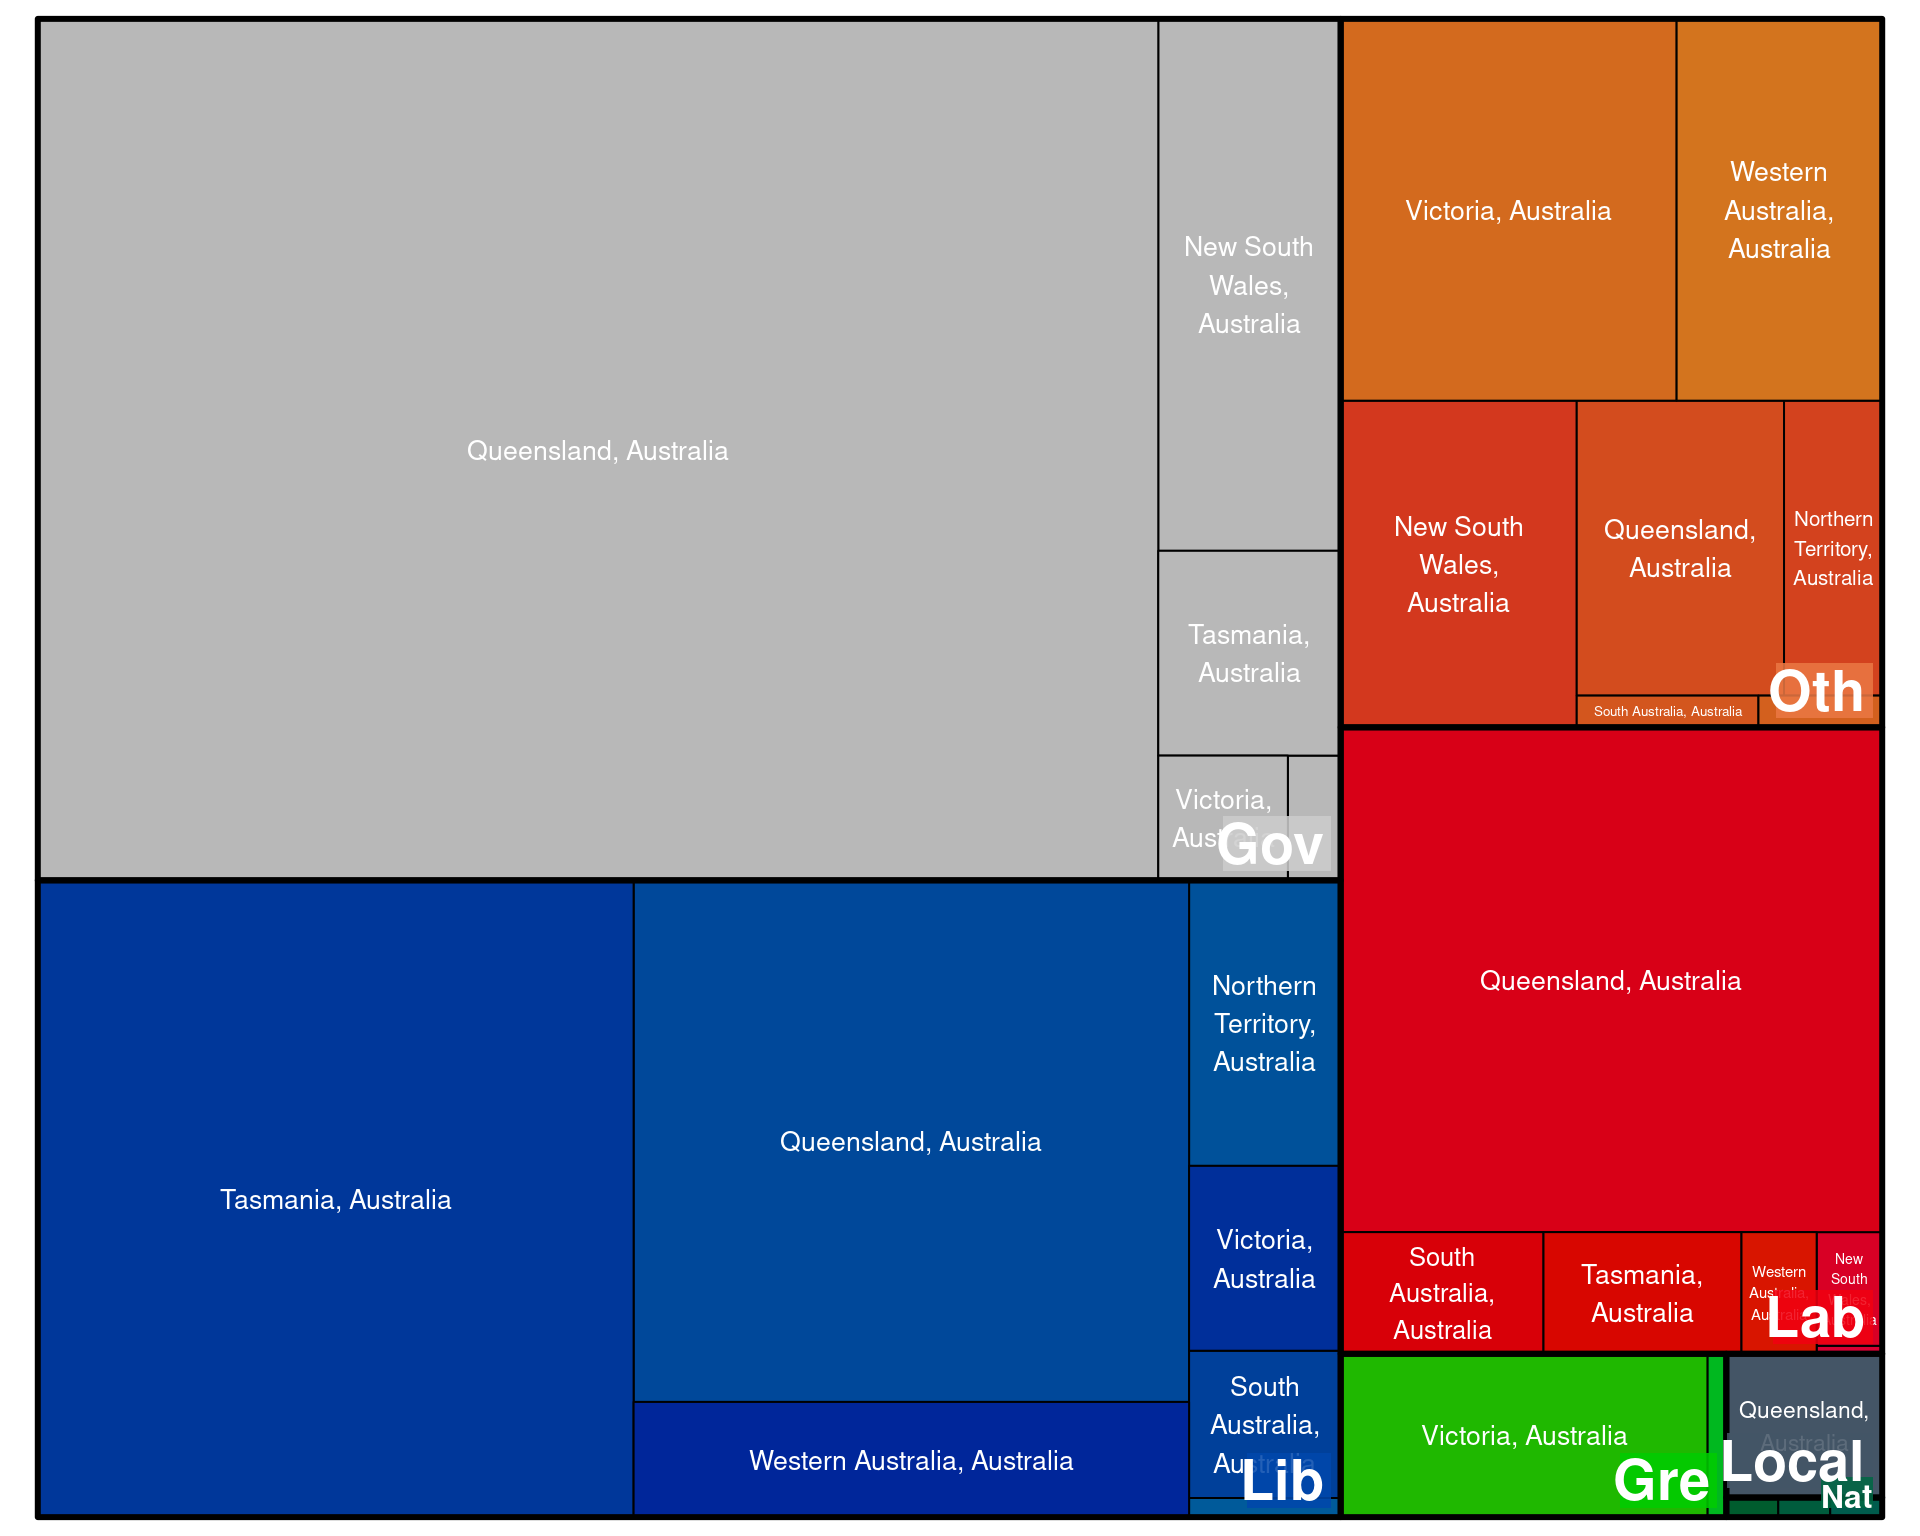 Queensland, Australia
New South
Wales,
Australia
Tasmania,
Australia
Victoria,
Gov
Victoria, Australia
Western
Australia,
Australia
New South
Wales,
Australia
Queensland,
Australia
Northern
Territory,
Australia
South Australia, Australia
Oth
Tasmania, Australia
Queensland, Australia
Western Australia, Australia
Northern
Territory,
Australia
Victoria,
Australia
South
Australia,
Lib
Queensland, Australia
South
Australia,
Australia
Tasmania,
Australia
Western
Australia,
New
South
Lab
Victoria, Australia
Gre
Queensland,
Australia
Local
Nat